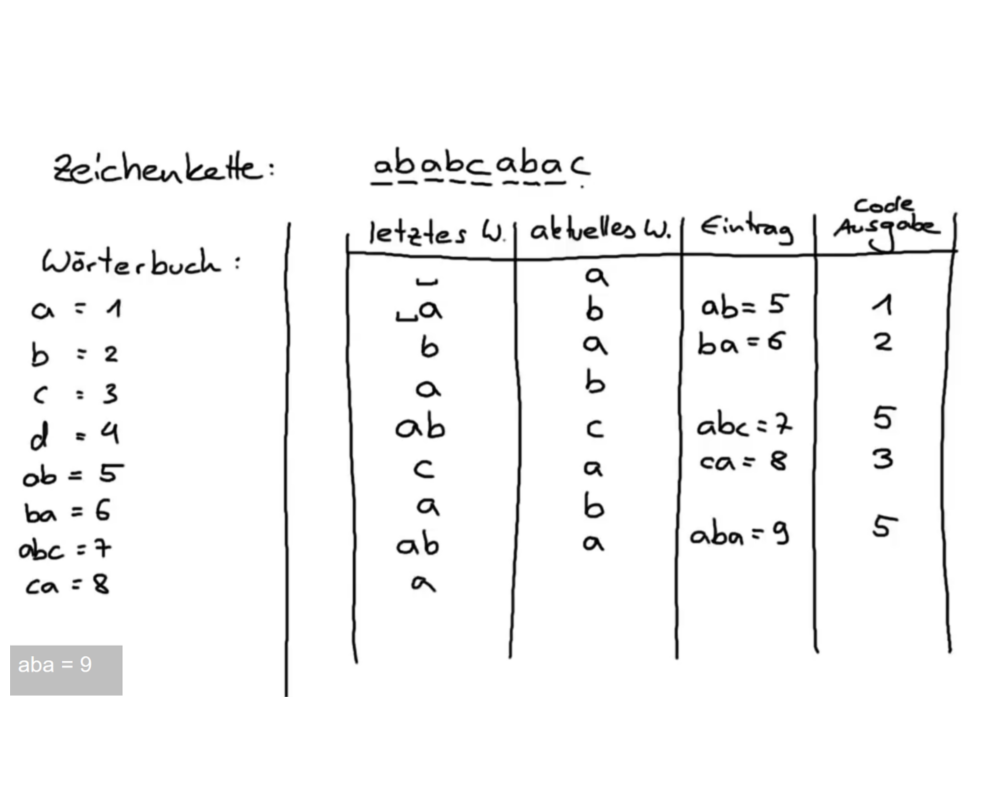 Zeichenkette: ababcabac
Wörterbuch:
a = 1
b = 2
c = 3
d = 4
ab = 5
ba = 6
abc = 7
ca = 8
aba = 9
letztes W. aktuelles W. Eintrag Code Ausgabe
␣ a
␣a b ab = 5 1
b a ba = 6 2
a b
ab c abc = 7 5
c a ca = 8 3
a b
ab a aba = 9 5
a